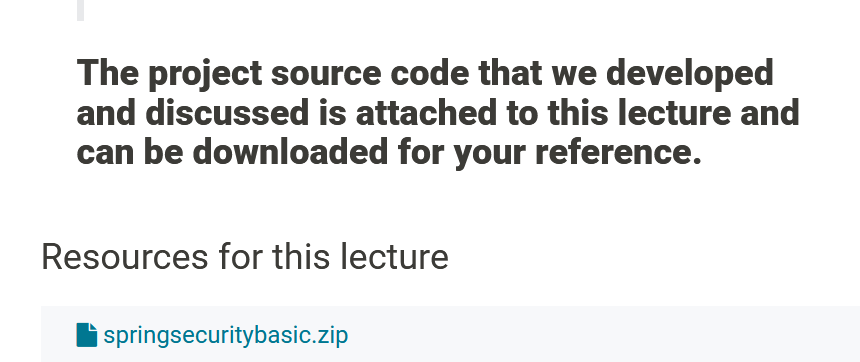 The project source code that we developed
and discussed is attached to this lecture and
can be downloaded for your reference.
Resources for this lecture
springsecuritybasic.zip